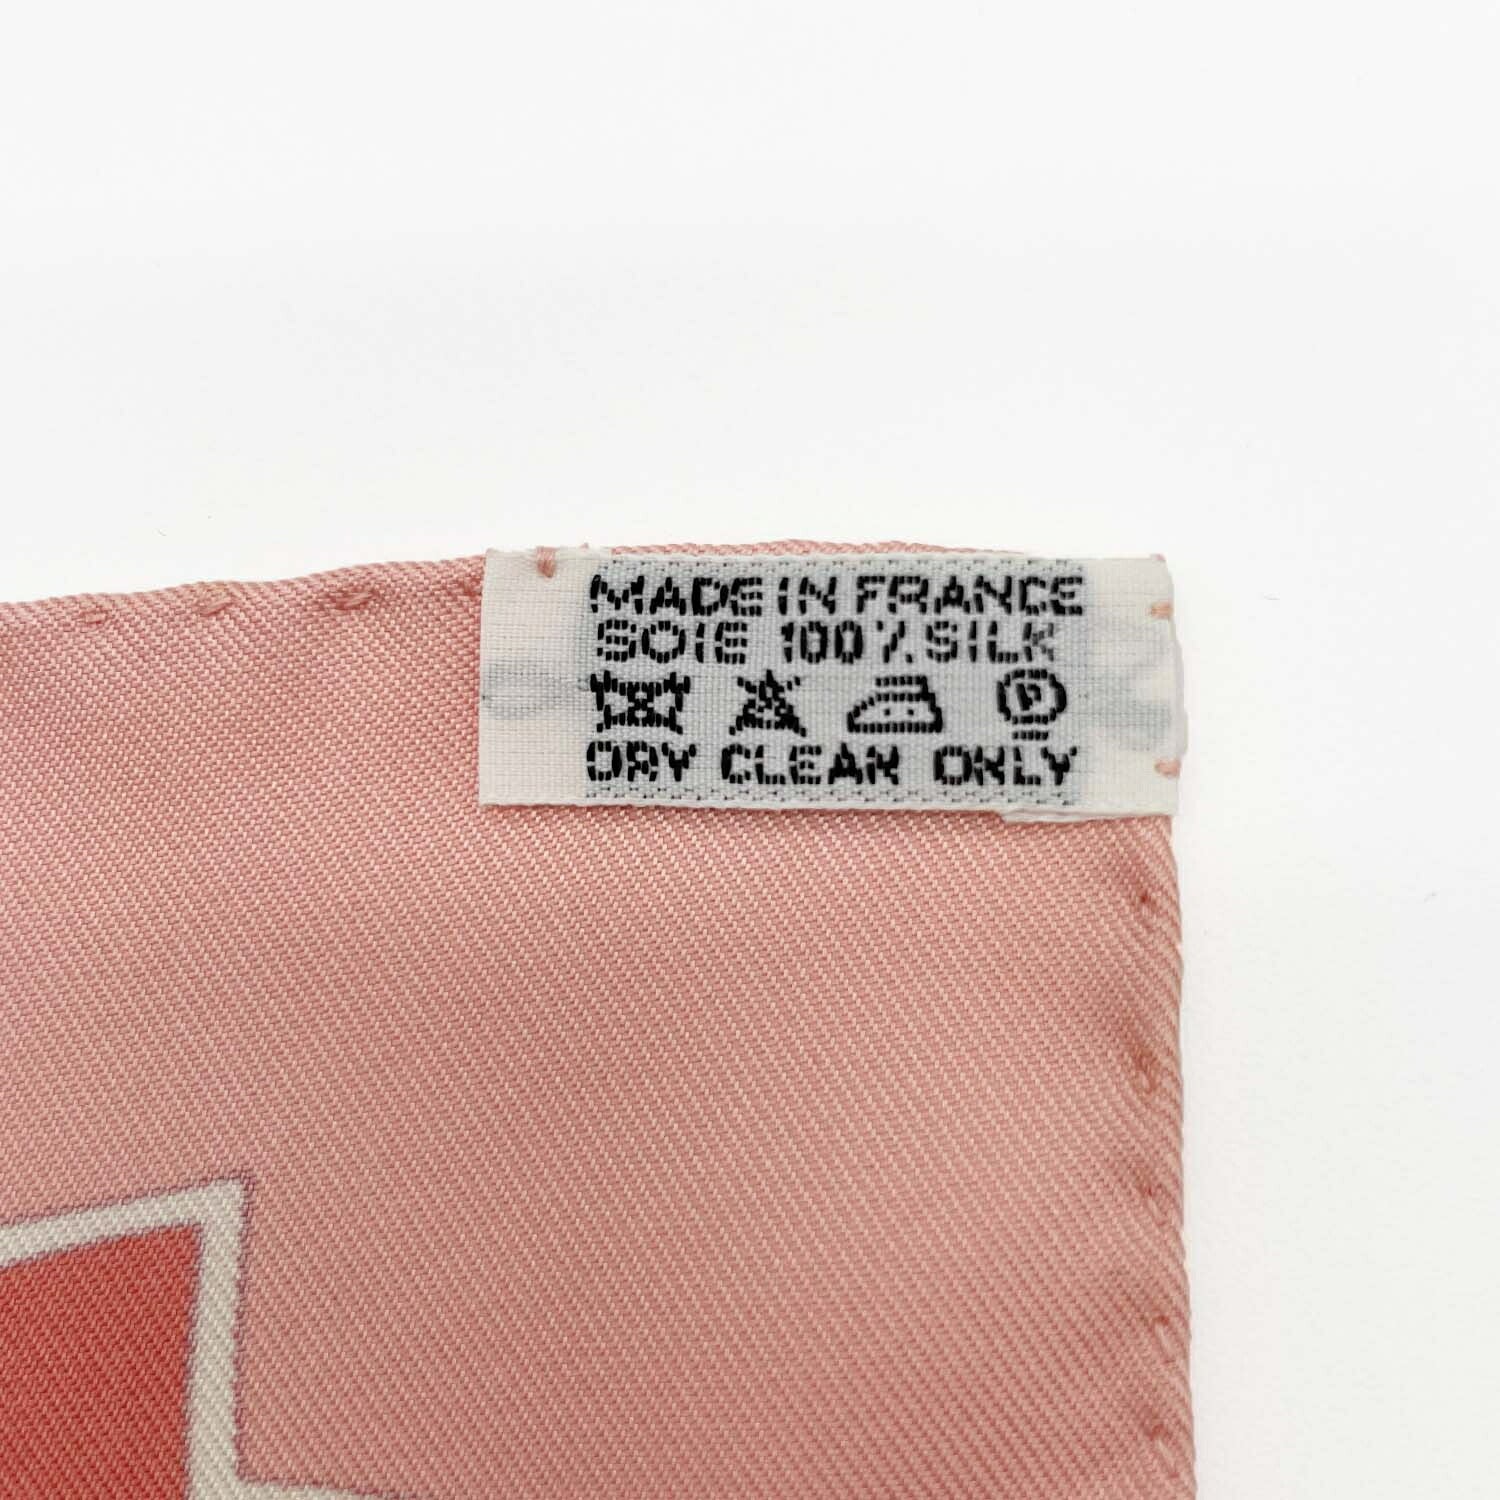 MADE IN FRANCE
SOIE 100% SILK
P
DRY CLEAN ONLY